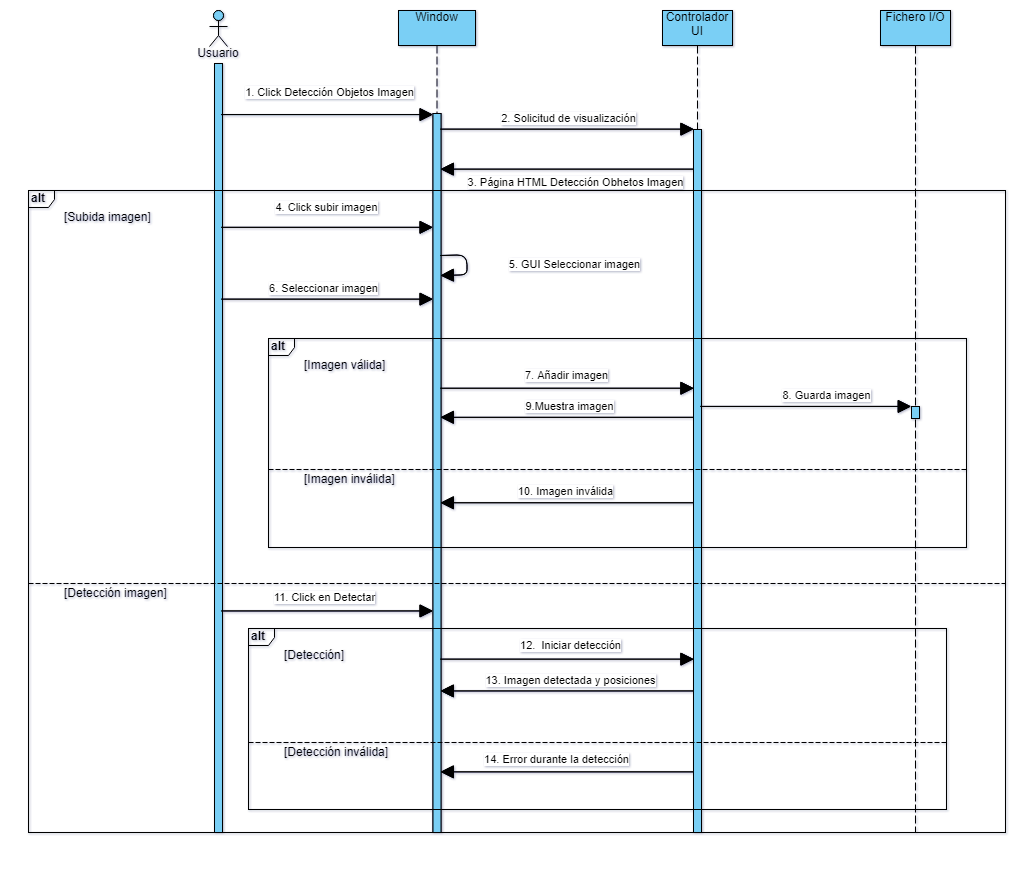 Usuario
Window
Controlador
UI
Fichero I/O
1. Click Detección Objetos Imagen
2. Solicitud de visualización
3. Página HTML Detección Obhetos Imagen
alt
[Subida imagen]
4. Click subir imagen
5. GUI Seleccionar imagen
6. Seleccionar imagen
alt
[Imagen válida]
7. Añadir imagen
8. Guarda imagen
9.Muestra imagen
[Imagen inválida]
10. Imagen inválida
[Detección imagen]
11. Click en Detectar
alt
[Detección]
12. Iniciar detección
13. Imagen detectada y posiciones
[Detección inválida]
14. Error durante la detección